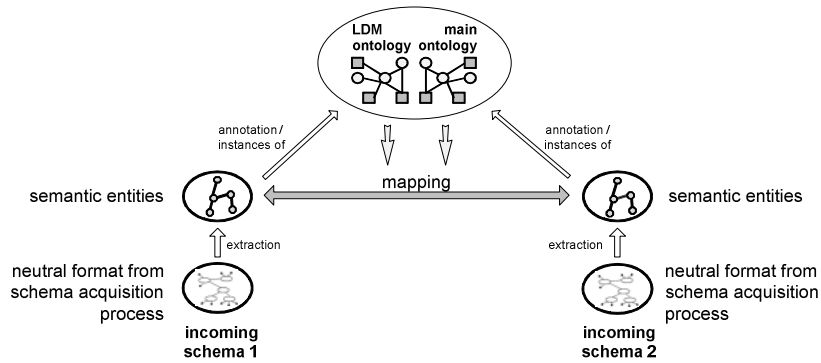 LDM
ontology
main
ontology
annotation /
instances of
annotation /
instances of
mapping
semantic entities
semantic entities
extraction
extraction
neutral format from
schema acquisition
process
neutral format from
schema acquisition
process
incoming
schema 1
incoming
schema 2